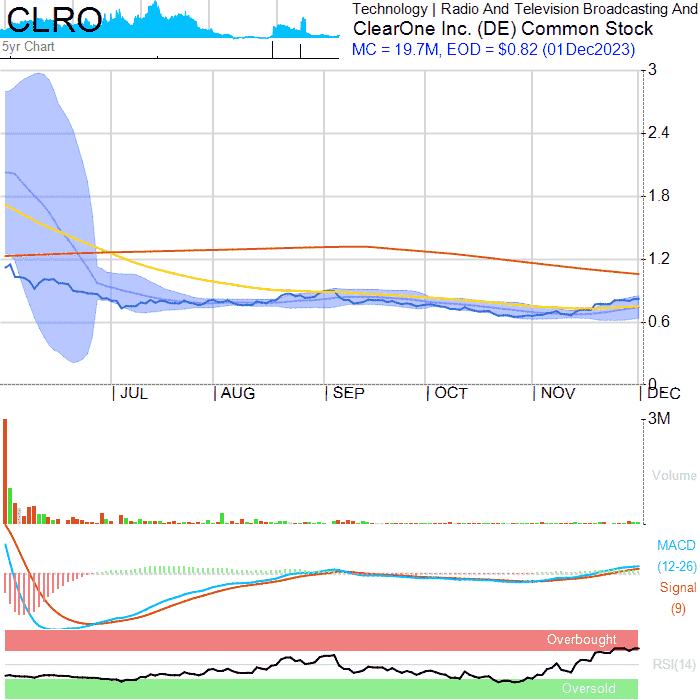 CLRO
Technology | Radio And Television Broadcasting And
ClearOne Inc. (DE) Common Stock
MC = 19.7M, EOD = $0.82 (01Dec2023)
5yr Chart
3
2.4
1.8
1.2
0.6
0
JUL AUG SEP OCT NOV DEC
3M
Volume
MACD
(12-26)
Signal
(9)
Overbought
RSI(14)
Oversold